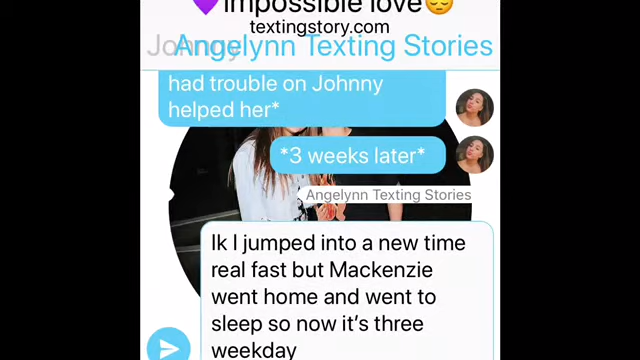 💜impossible love😔
textingstory.com
Johnny
Angelynn Texting Stories
had trouble on Johnny
helped her*
*3 weeks later*
Angelynn Texting Stories
Ik I jumped into a new time
real fast but Mackenzie
went home and went to
sleep so now it's three
weekday